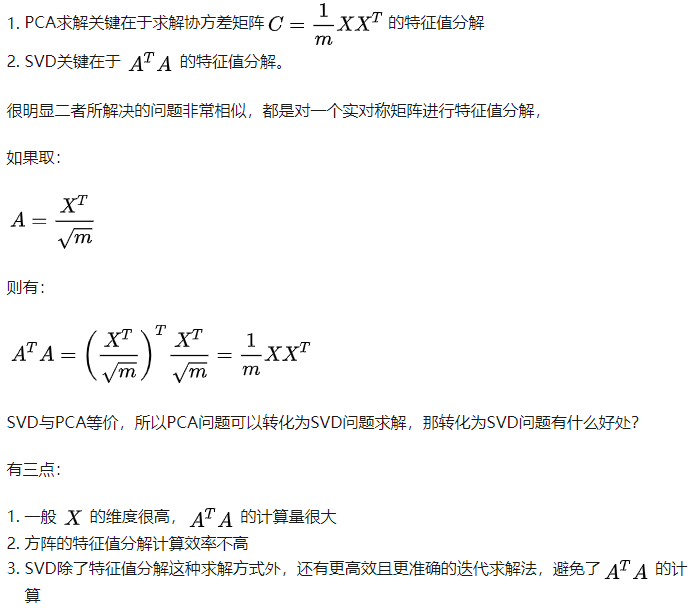 1. PCA求解关键在于求解协方差矩阵 C = \frac{1}{m} X X^T 的特征值分解
2. SVD关键在于 A^T A 的特征值分解。
很明显二者所解决的问题非常相似，都是对一个实对称矩阵进行特征值分解，
如果取：
A = \frac{X^T}{\sqrt{m}}
则有：
A^T A = \left( \frac{X^T}{\sqrt{m}} \right)^T \frac{X^T}{\sqrt{m}} = \frac{1}{m} X X^T
SVD与PCA等价，所以PCA问题可以转化为SVD问题求解，那转化为SVD问题有什么好处？
有三点：
1. 一般 X 的维度很高， A^T A 的计算量很大
2. 方阵的特征值分解计算效率不高
3. SVD除了特征值分解这种求解方式外，还有更高效且更准确的迭代求解法，避免了 A^T A 的计
算